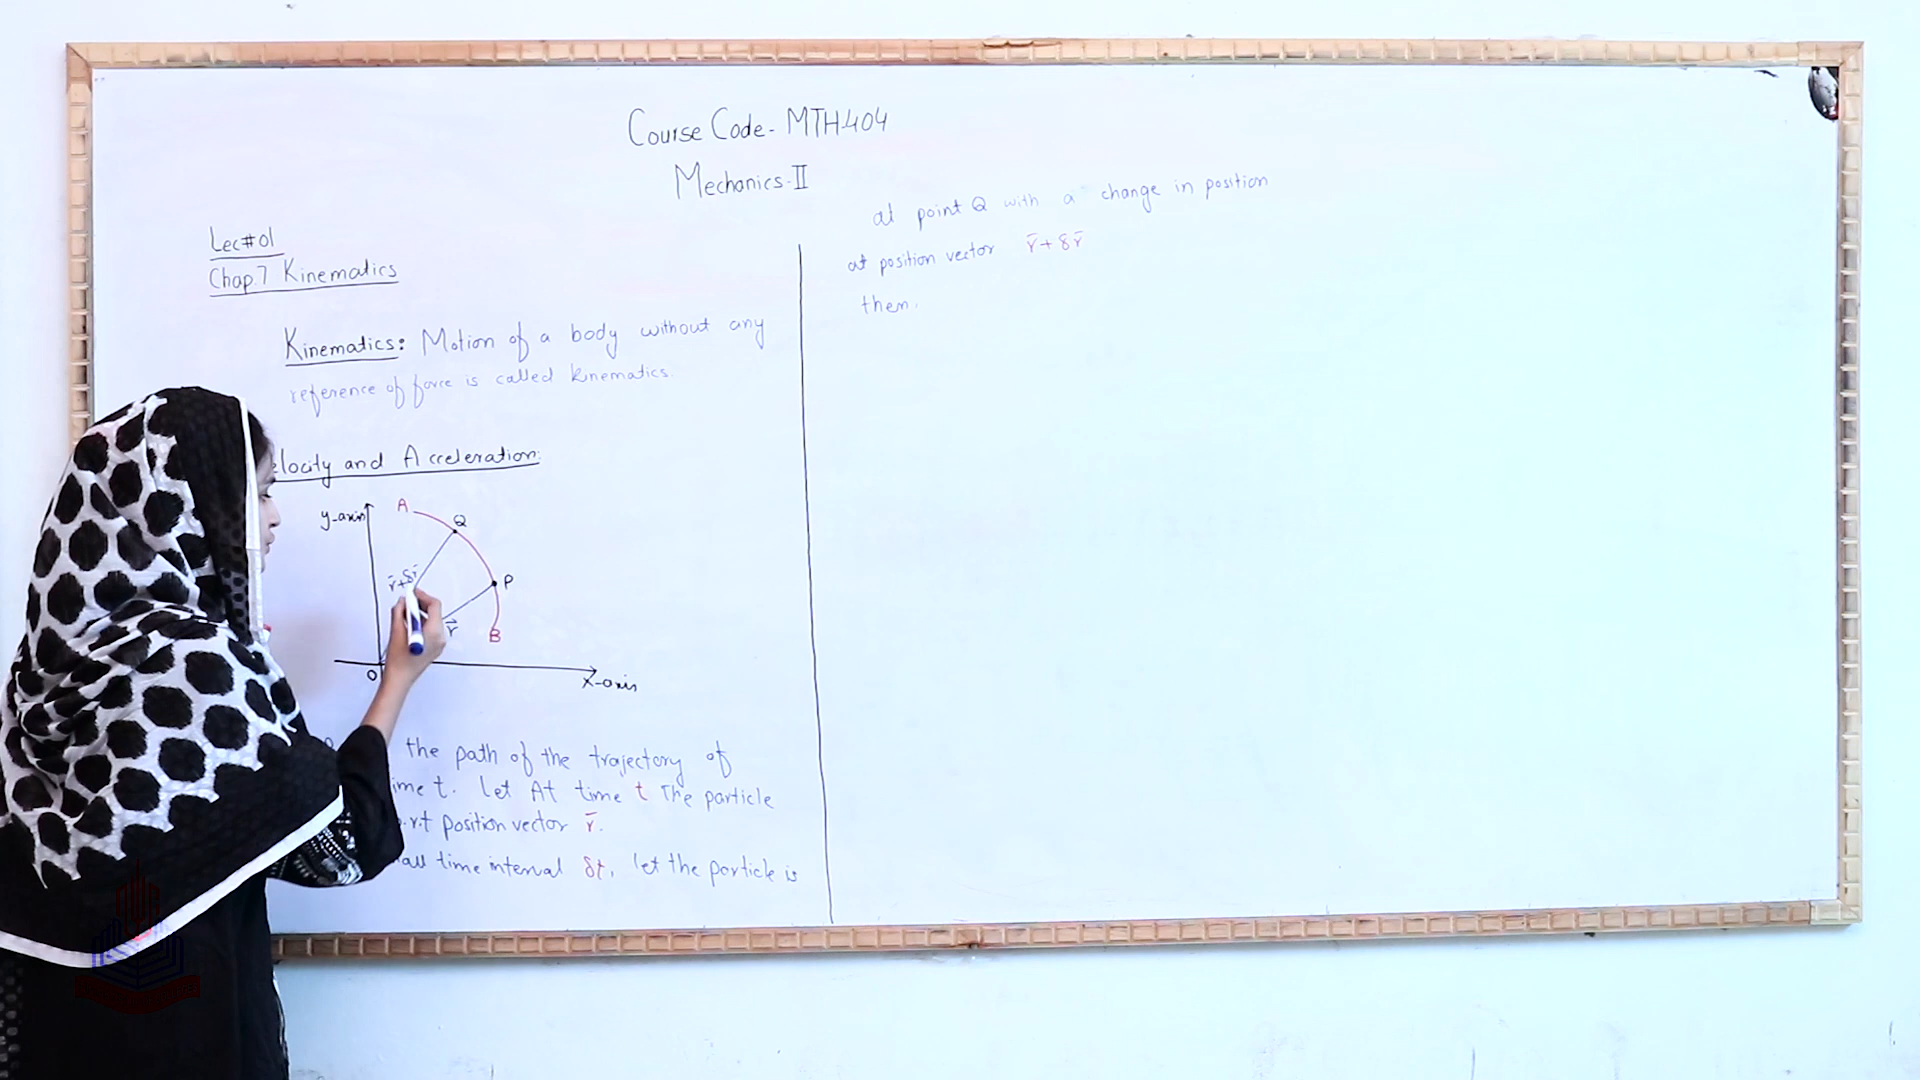 Course Code- MTH404
Mechanics-II
Lec#01
Chap.7 Kinematics
Kinematics: Motion of a body without any
reference of force is called knematics.
elocity and Acceleration:
y-axis
A
Q
r̄+δr̄
P
r⃗
B
O
X-axis
the path of the trajectory of
ime t. let At time t The particle
.r.t position vector r̄.
all time interval δt, let the particle is
at point Q with a change in position
at position vector r̄+δr̄
then.